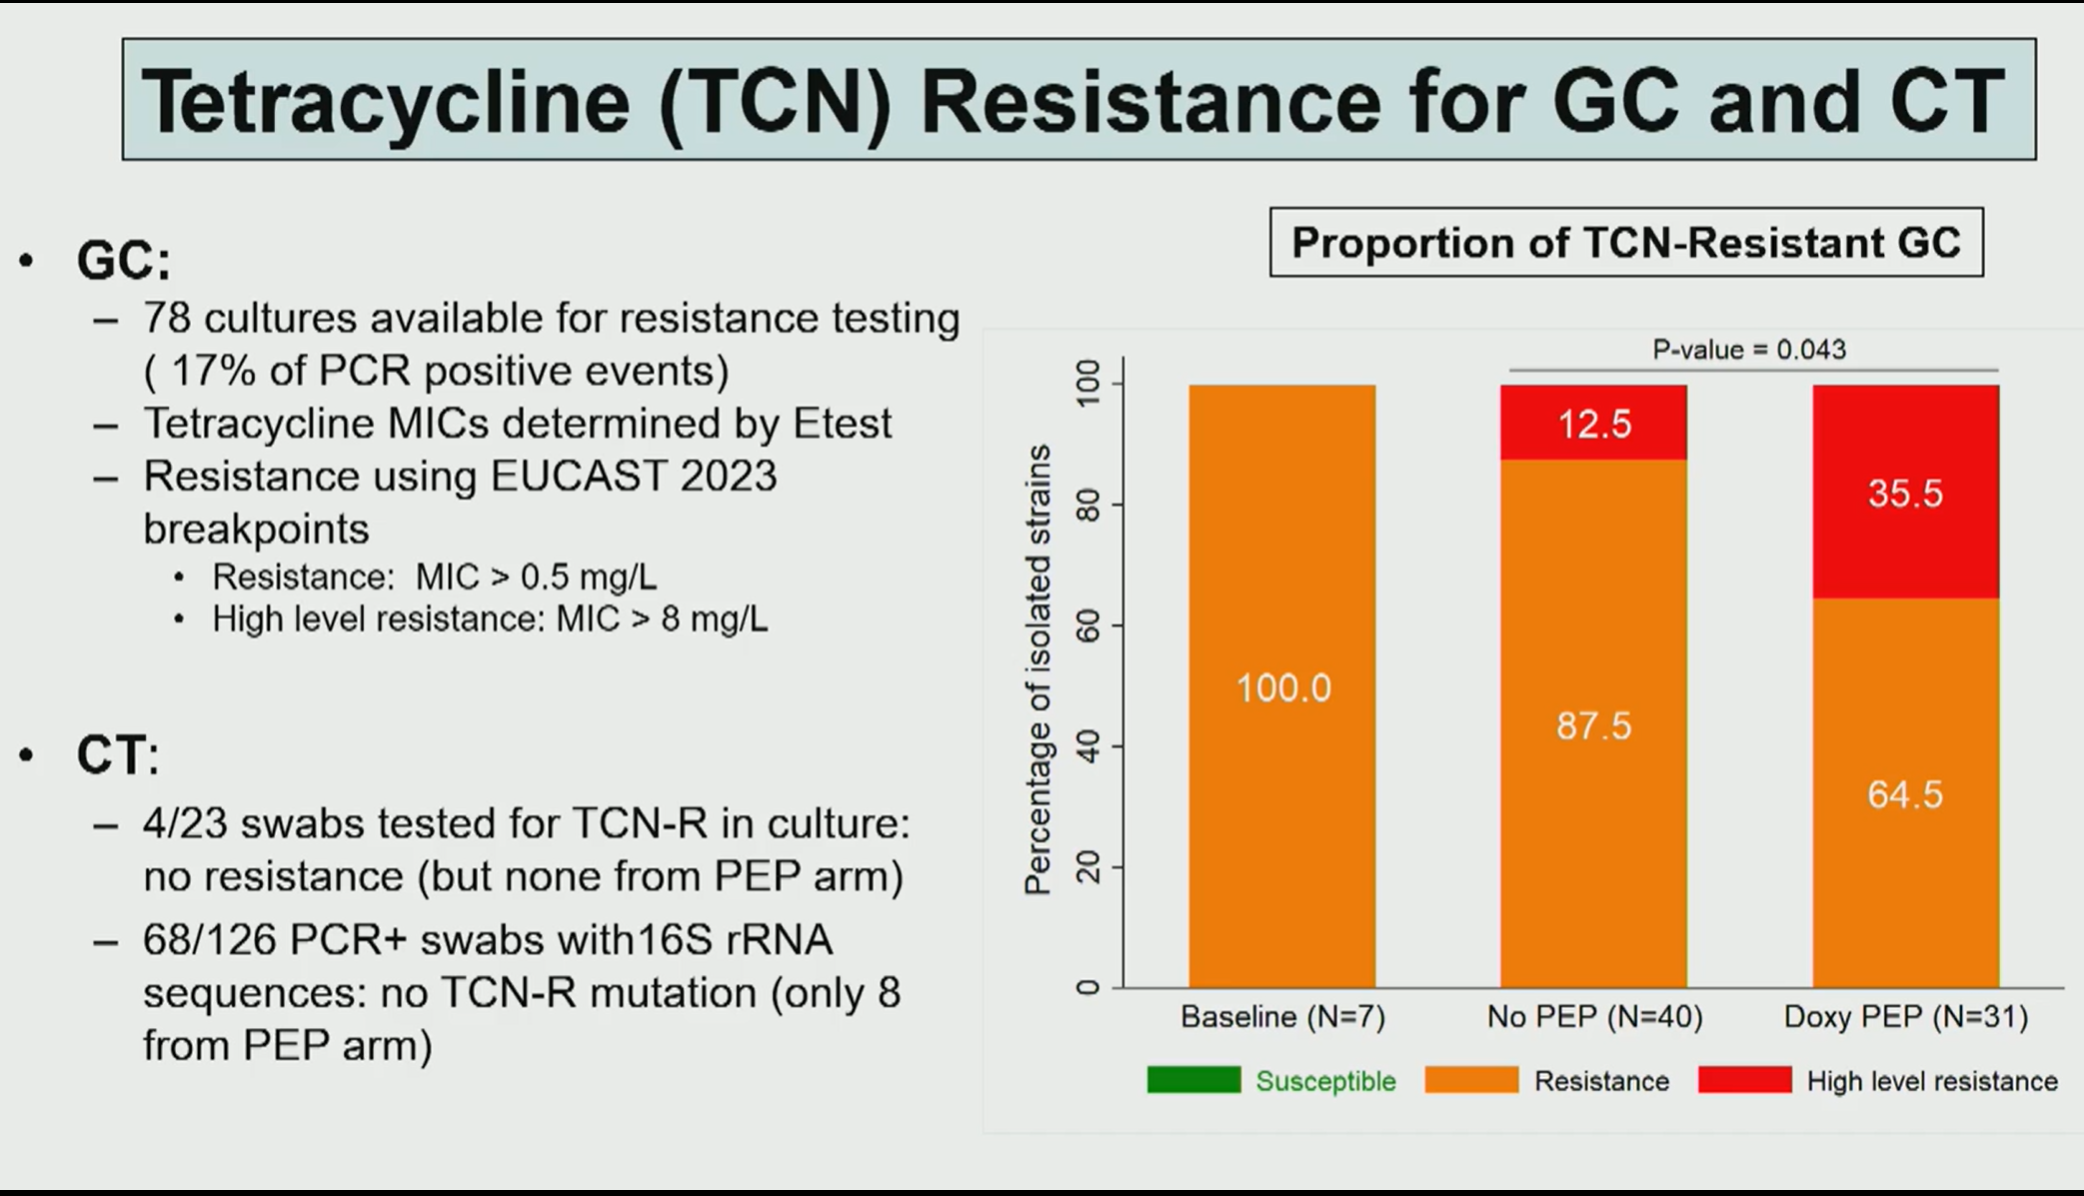 Tetracycline (TCN) Resistance for GC and CT
• GC:
– 78 cultures available for resistance testing
( 17% of PCR positive events)
– Tetracycline MICs determined by Etest
– Resistance using EUCAST 2023
breakpoints
• Resistance: MIC > 0.5 mg/L
• High level resistance: MIC > 8 mg/L
• CT:
– 4/23 swabs tested for TCN-R in culture:
no resistance (but none from PEP arm)
– 68/126 PCR+ swabs with16S rRNA
sequences: no TCN-R mutation (only 8
from PEP arm)
Proportion of TCN-Resistant GC
P-value = 0.043
Percentage of isolated strains
100
80
60
40
20
0
100.0
12.5
87.5
35.5
64.5
Baseline (N=7) No PEP (N=40) Doxy PEP (N=31)
Susceptible Resistance High level resistance